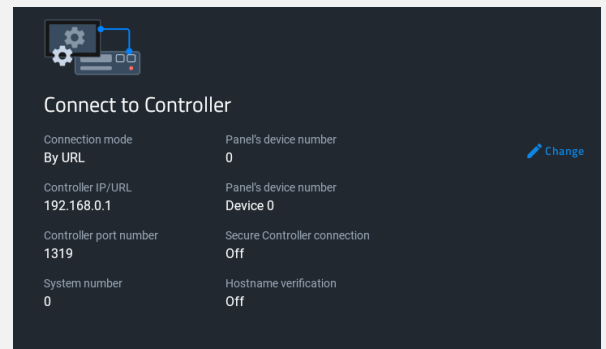 Connect to Controller
Connection mode
By URL
Panel's device number
0
Change
Controller IP/URL
192.168.0.1
Panel's device number
Device 0
Controller port number
1319
Secure Controller connection
Off
System number
0
Hostname verification
Off